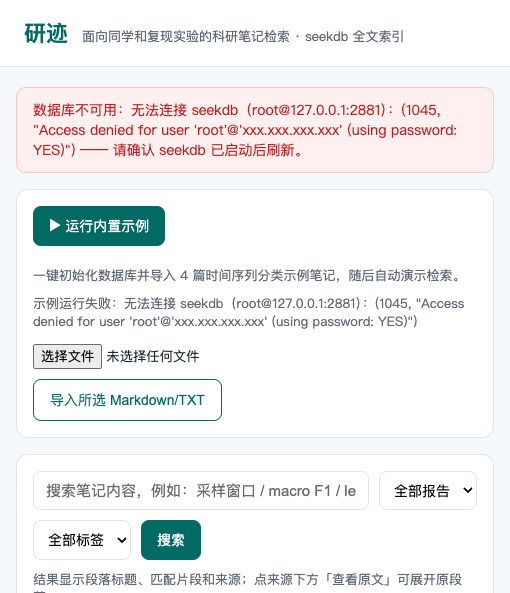 研迹 面向同学和复现实验的科研笔记检索 · seekdb 全文索引
数据库不可用：无法连接 seekdb（root@127.0.0.1:2881）：(1045,
"Access denied for user 'root'@'xxx.xxx.xxx.xxx' (using password:
YES)") —— 请确认 seekdb 已启动后刷新。
▶ 运行内置示例
一键初始化数据库并导入 4 篇时间序列分类示例笔记，随后自动演示检索。
示例运行失败：无法连接 seekdb（root@127.0.0.1:2881）：(1045, "Access
denied for user 'root'@'xxx.xxx.xxx.xxx' (using password: YES)")
选择文件 未选择任何文件
导入所选 Markdown/TXT
搜索笔记内容，例如：采样窗口 / macro F1 / le 全部报告
全部标签 搜索
结果显示段落标题、匹配片段和来源；点来源下方「查看原文」可展开原段